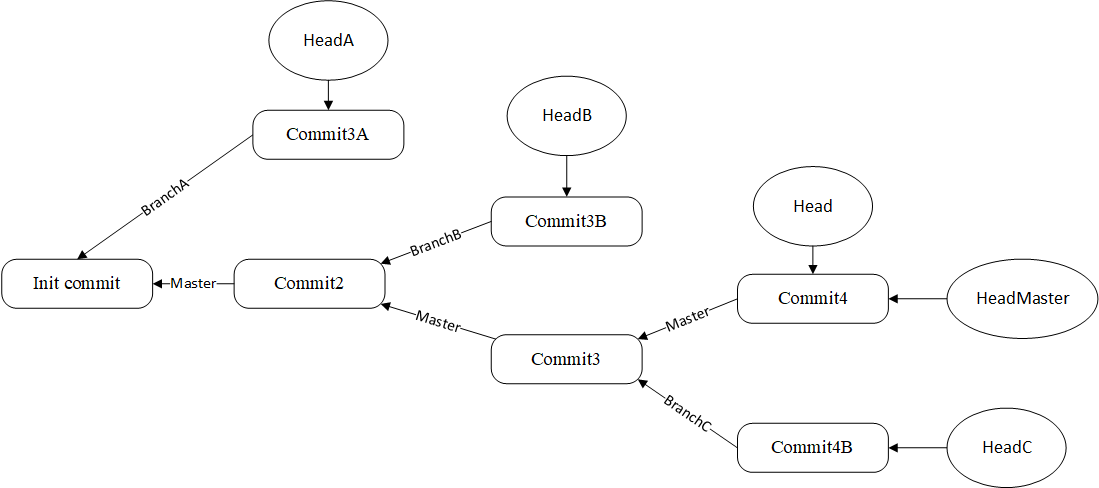 HeadA
Commit3A
HeadB
BranchA
Commit3B
Head
BranchB
Init commit
Master
Commit2
Commit4
HeadMaster
Master
Master
Commit3
BranchC
Commit4B
HeadC